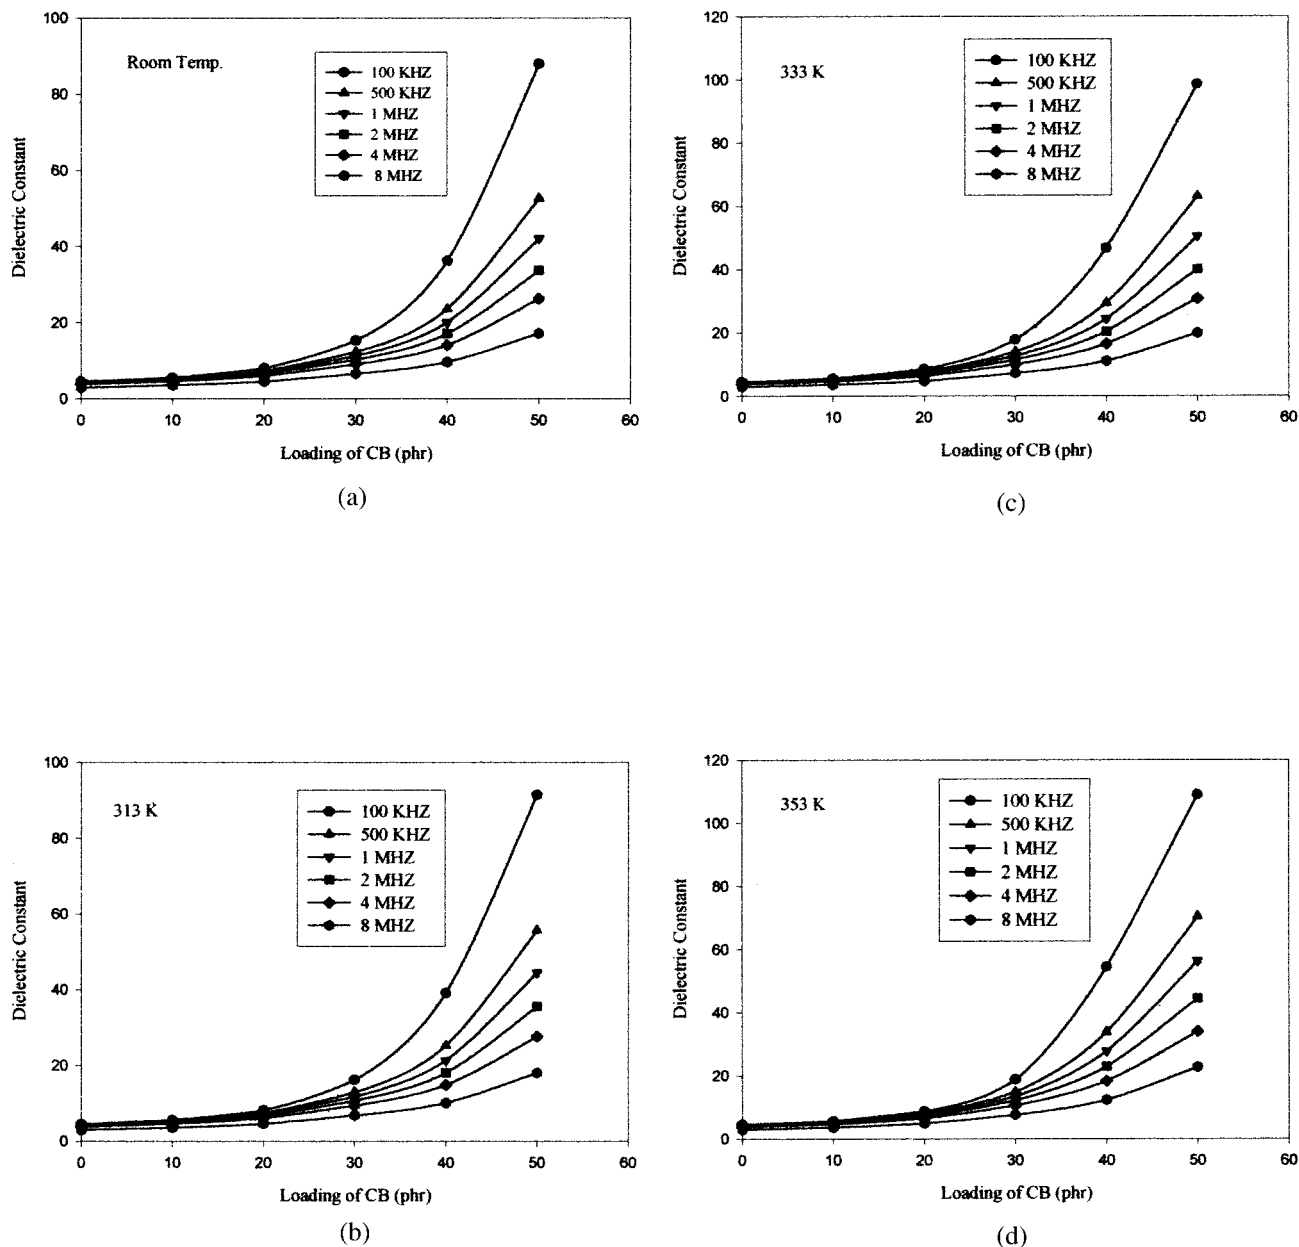 100
80
60
40
20
0
Dielectric Constant
Room Temp.
100 KHZ
500 KHZ
1 MHZ
2 MHZ
4 MHZ
8 MHZ
0 10 20 30 40 50 60
Loading of CB (phr)
(a)
120
100
80
60
40
20
0
Dielectric Constant
333 K
100 KHZ
500 KHZ
1 MHZ
2 MHZ
4 MHZ
8 MHZ
0 10 20 30 40 50 60
Loading of CB (phr)
(c)
100
80
60
40
20
0
Dielectric Constant
313 K
100 KHZ
500 KHZ
1 MHZ
2 MHZ
4 MHZ
8 MHZ
0 10 20 30 40 50 60
Loading of CB (phr)
(b)
120
100
80
60
40
20
0
Dielectric Constant
353 K
100 KHZ
500 KHZ
1 MHZ
2 MHZ
4 MHZ
8 MHZ
0 10 20 30 40 50 60
Loading of CB (phr)
(d)